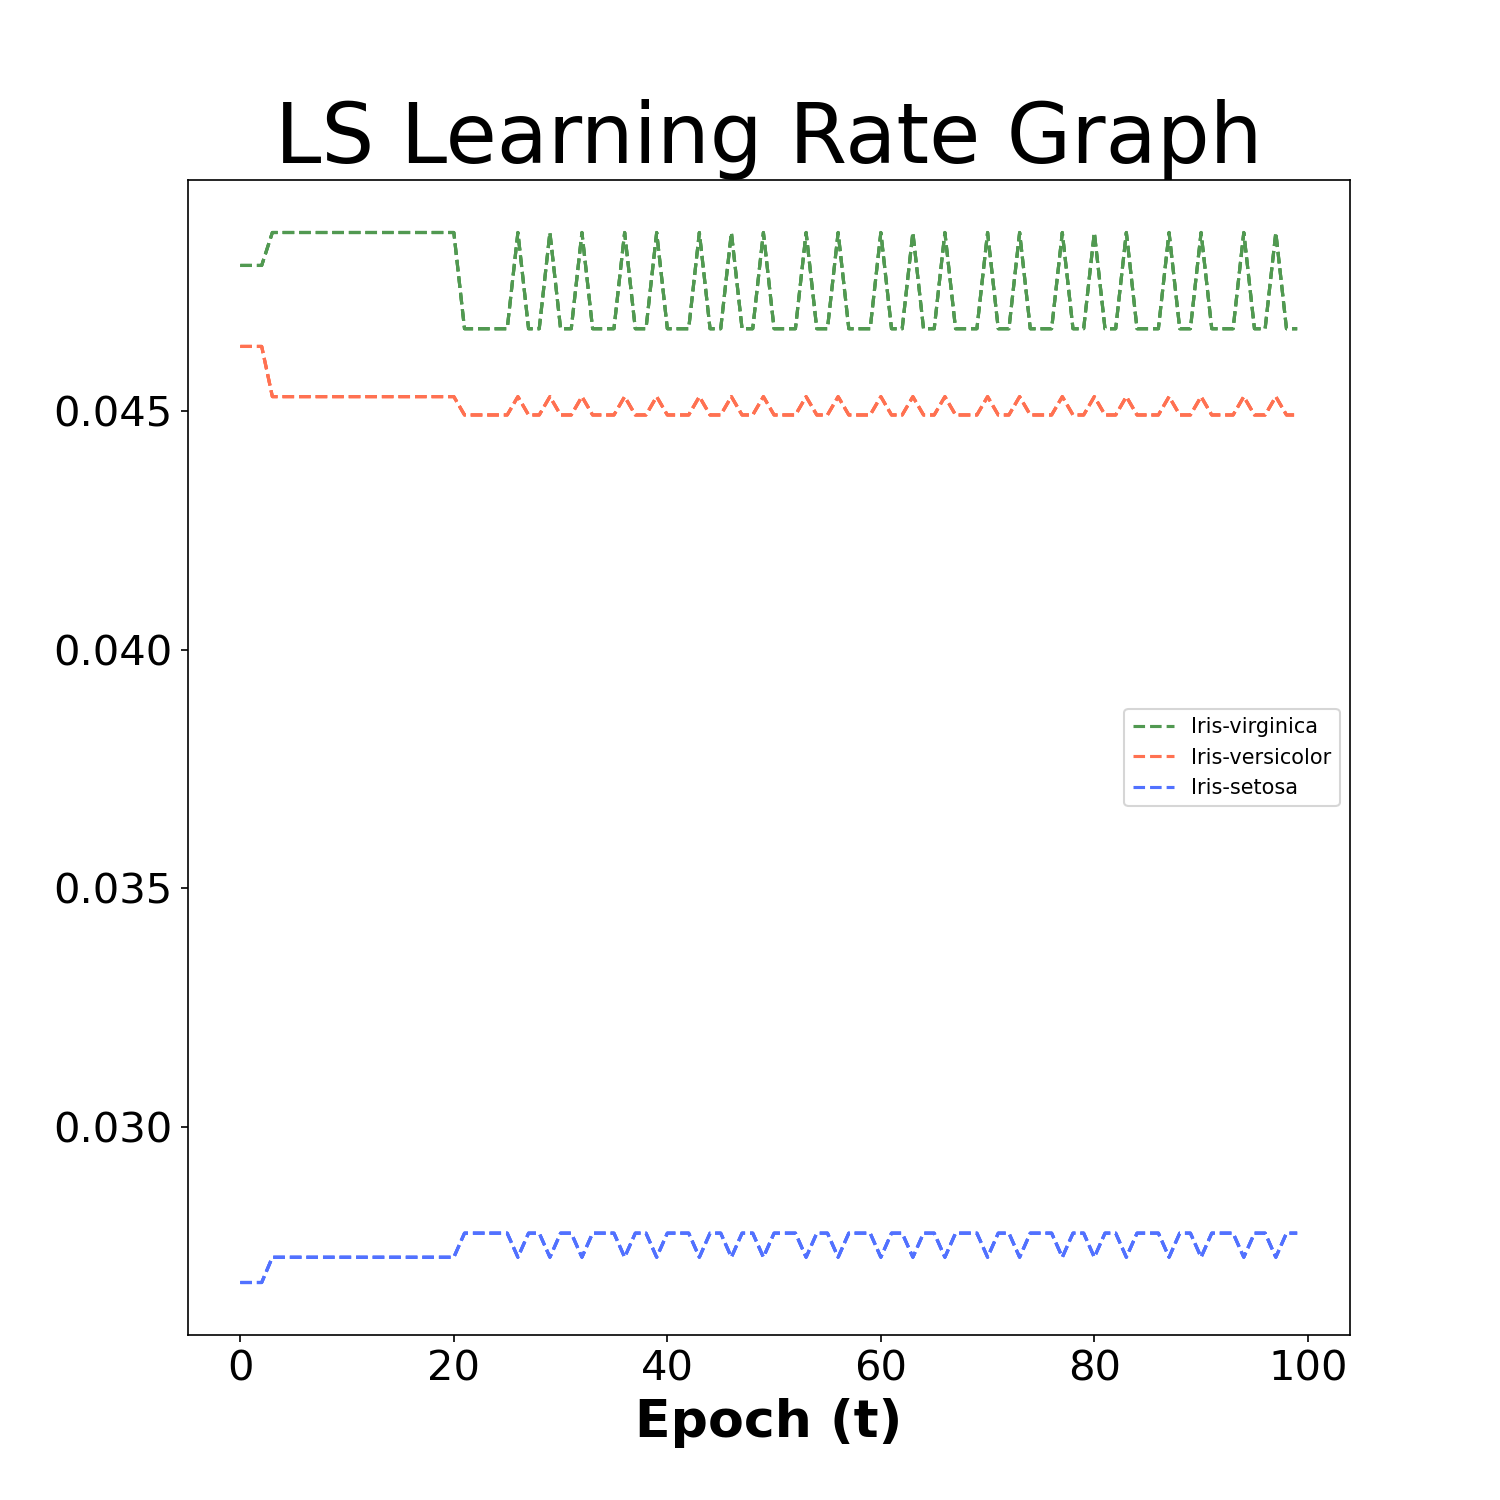 LS Learning Rate Graph
0.045
0.040
0.035
0.030
Iris-virginica
Iris-versicolor
Iris-setosa
0 20 40 60 80 100
Epoch (t)